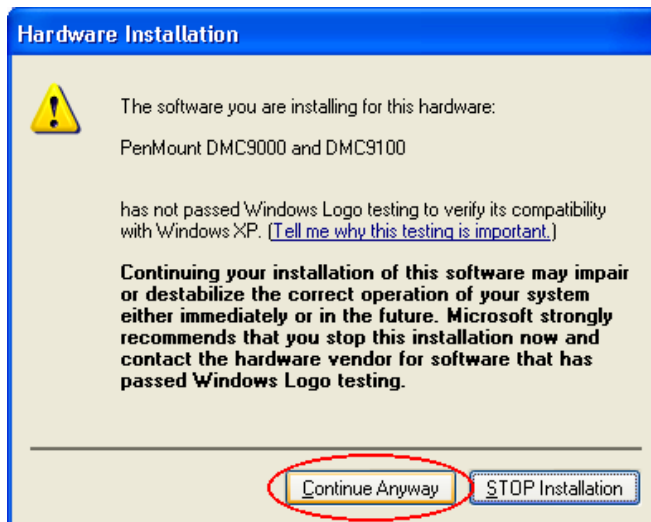 Hardware Installation
The software you are installing for this hardware:
PenMount DMC9000 and DMC9100
has not passed Windows Logo testing to verify its compatibility
with Windows XP. (Tell me why this testing is important.)
Continuing your installation of this software may impair
or destabilize the correct operation of your system
either immediately or in the future. Microsoft strongly
recommends that you stop this installation now and
contact the hardware vendor for software that has
passed Windows Logo testing.
Continue Anyway STOP Installation